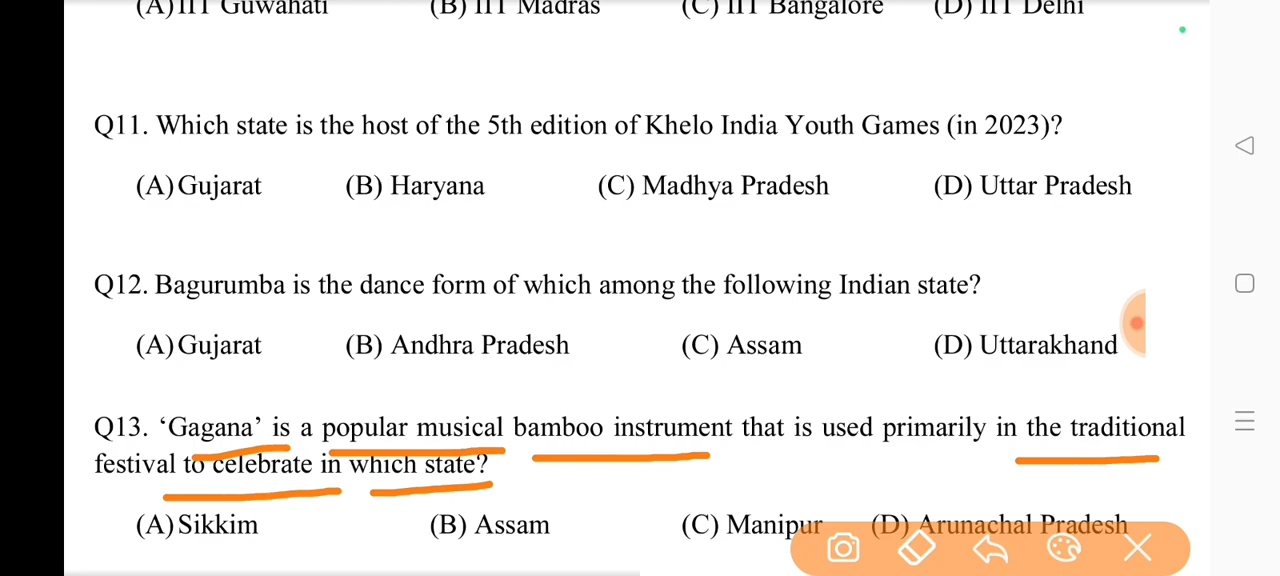 (A) IIT Guwahati (B) IIT Madras (C) IIT Bangalore (D) IIT Delhi
Q11. Which state is the host of the 5th edition of Khelo India Youth Games (in 2023)?
(A) Gujarat (B) Haryana (C) Madhya Pradesh (D) Uttar Pradesh
Q12. Bagurumba is the dance form of which among the following Indian state?
(A) Gujarat (B) Andhra Pradesh (C) Assam (D) Uttarakhand
Q13. ‘Gagana’ is a popular musical bamboo instrument that is used primarily in the traditional
festival to celebrate in which state?
(A) Sikkim (B) Assam (C) Manipur (D) Arunachal Pradesh